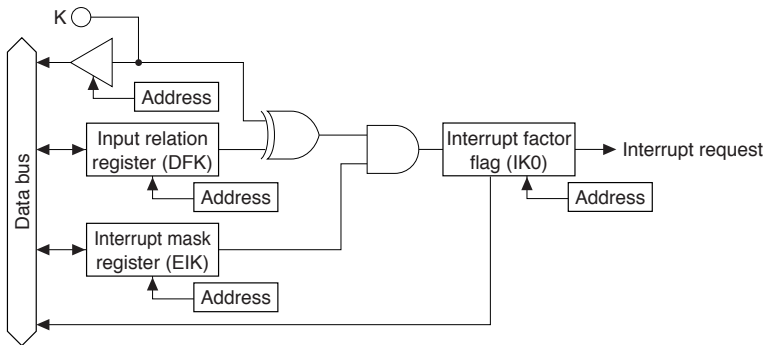 K
Address
Input relation
register (DFK)
Address
Interrupt mask
register (EIK)
Address
Data bus
Interrupt factor
flag (IK0)
Address
Interrupt request